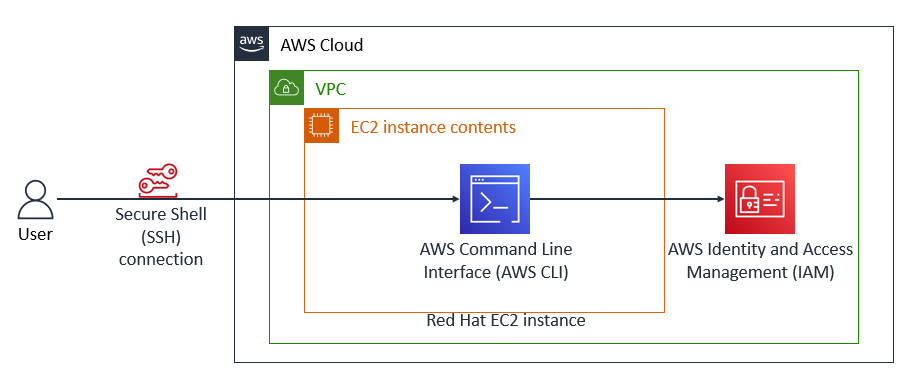 aws
AWS Cloud
VPC
EC2 instance contents
User
Secure Shell
(SSH)
connection
AWS Command Line
Interface (AWS CLI)
AWS Identity and Access
Management (IAM)
Red Hat EC2 instance